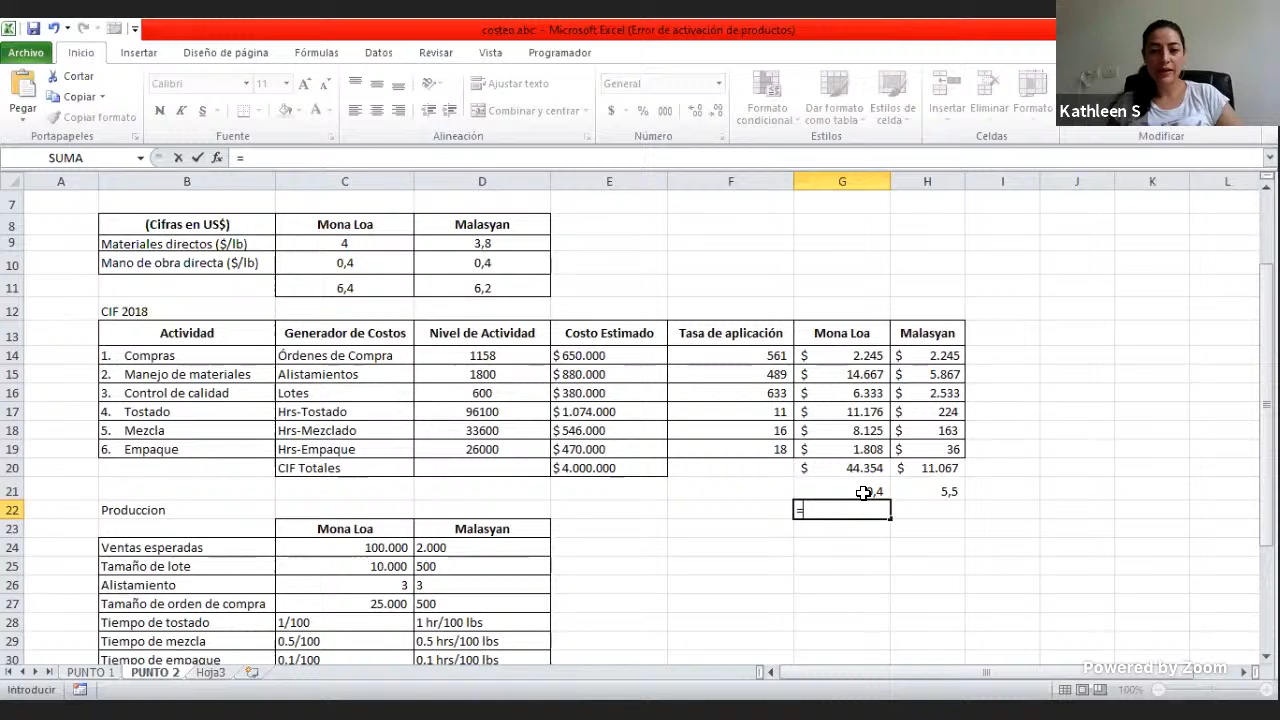 costeo.abc - Microsoft Excel (Error de activación de productos)
Archivo Inicio Insertar Diseño de página Fórmulas Datos Revisar Vista Programador
Cortar
Copiar
Copiar formato
Pegar
Portapapeles
Calibri 11
N K S
Fuente
Ajustar texto
Combinar y centrar
Alineación
General
$ % 000
Número
Formato condicional
Dar formato como tabla
Estilos de celda
Estilos
Insertar Eliminar Formato
Celdas
Modificar
Kathleen S
SUMA fx =
A B C D E F G H I J K L
7
8 (Cifras en US$) Mona Loa Malasyan
9 Materiales directos ($/lb) 4 3,8
10 Mano de obra directa ($/lb) 0,4 0,4
11 6,4 6,2
12 CIF 2018
13 Actividad Generador de Costos Nivel de Actividad Costo Estimado Tasa de aplicación Mona Loa Malasyan
14 1. Compras Órdenes de Compra 1158 $ 650.000 561 $ 2.245 $ 2.245
15 2. Manejo de materiales Alistamientos 1800 $ 880.000 489 $ 14.667 $ 5.867
16 3. Control de calidad Lotes 600 $ 380.000 633 $ 6.333 $ 2.533
17 4. Tostado Hrs-Tostado 96100 $ 1.074.000 11 $ 11.176 $ 224
18 5. Mezcla Hrs-Mezclado 33600 $ 546.000 16 $ 8.125 $ 163
19 6. Empaque Hrs-Empaque 26000 $ 470.000 18 $ 1.808 $ 36
20 CIF Totales $ 4.000.000 $ 44.354 $ 11.067
21 ,4 5,5
22 Produccion =
23 Mona Loa Malasyan
24 Ventas esperadas 100.000 2.000
25 Tamaño de lote 10.000 500
26 Alistamiento 3 3
27 Tamaño de orden de compra 25.000 500
28 Tiempo de tostado 1/100 1 hr/100 lbs
29 Tiempo de mezcla 0.5/100 0.5 hrs/100 lbs
30 Tiempo de empaque 0.1/100 0.1 hrs/100 lbs
PUNTO 1 PUNTO 2 Hoja3
Powered by Zoom
Introducir
100%